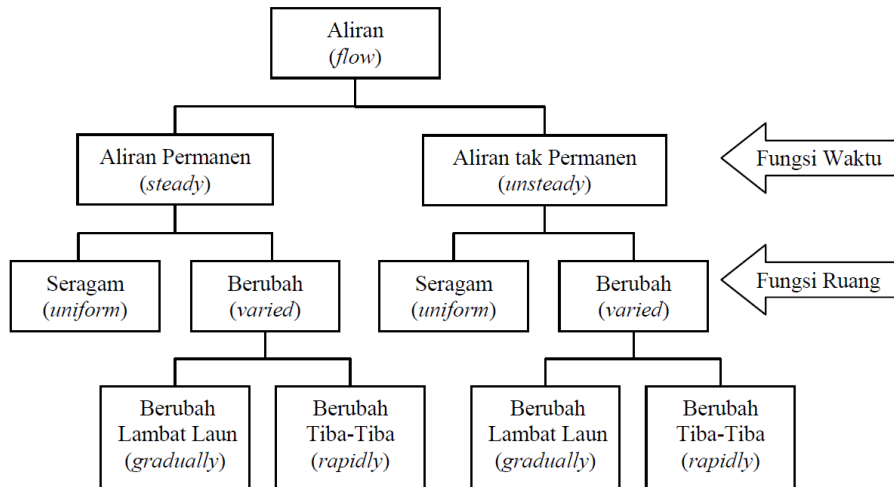 Aliran
(flow)
Aliran Permanen
(steady)
Aliran tak Permanen
(unsteady)
Fungsi Waktu
Seragam
(uniform)
Berubah
(varied)
Seragam
(uniform)
Berubah
(varied)
Fungsi Ruang
Berubah
Lambat Laun
(gradually)
Berubah
Tiba-Tiba
(rapidly)
Berubah
Lambat Laun
(gradually)
Berubah
Tiba-Tiba
(rapidly)